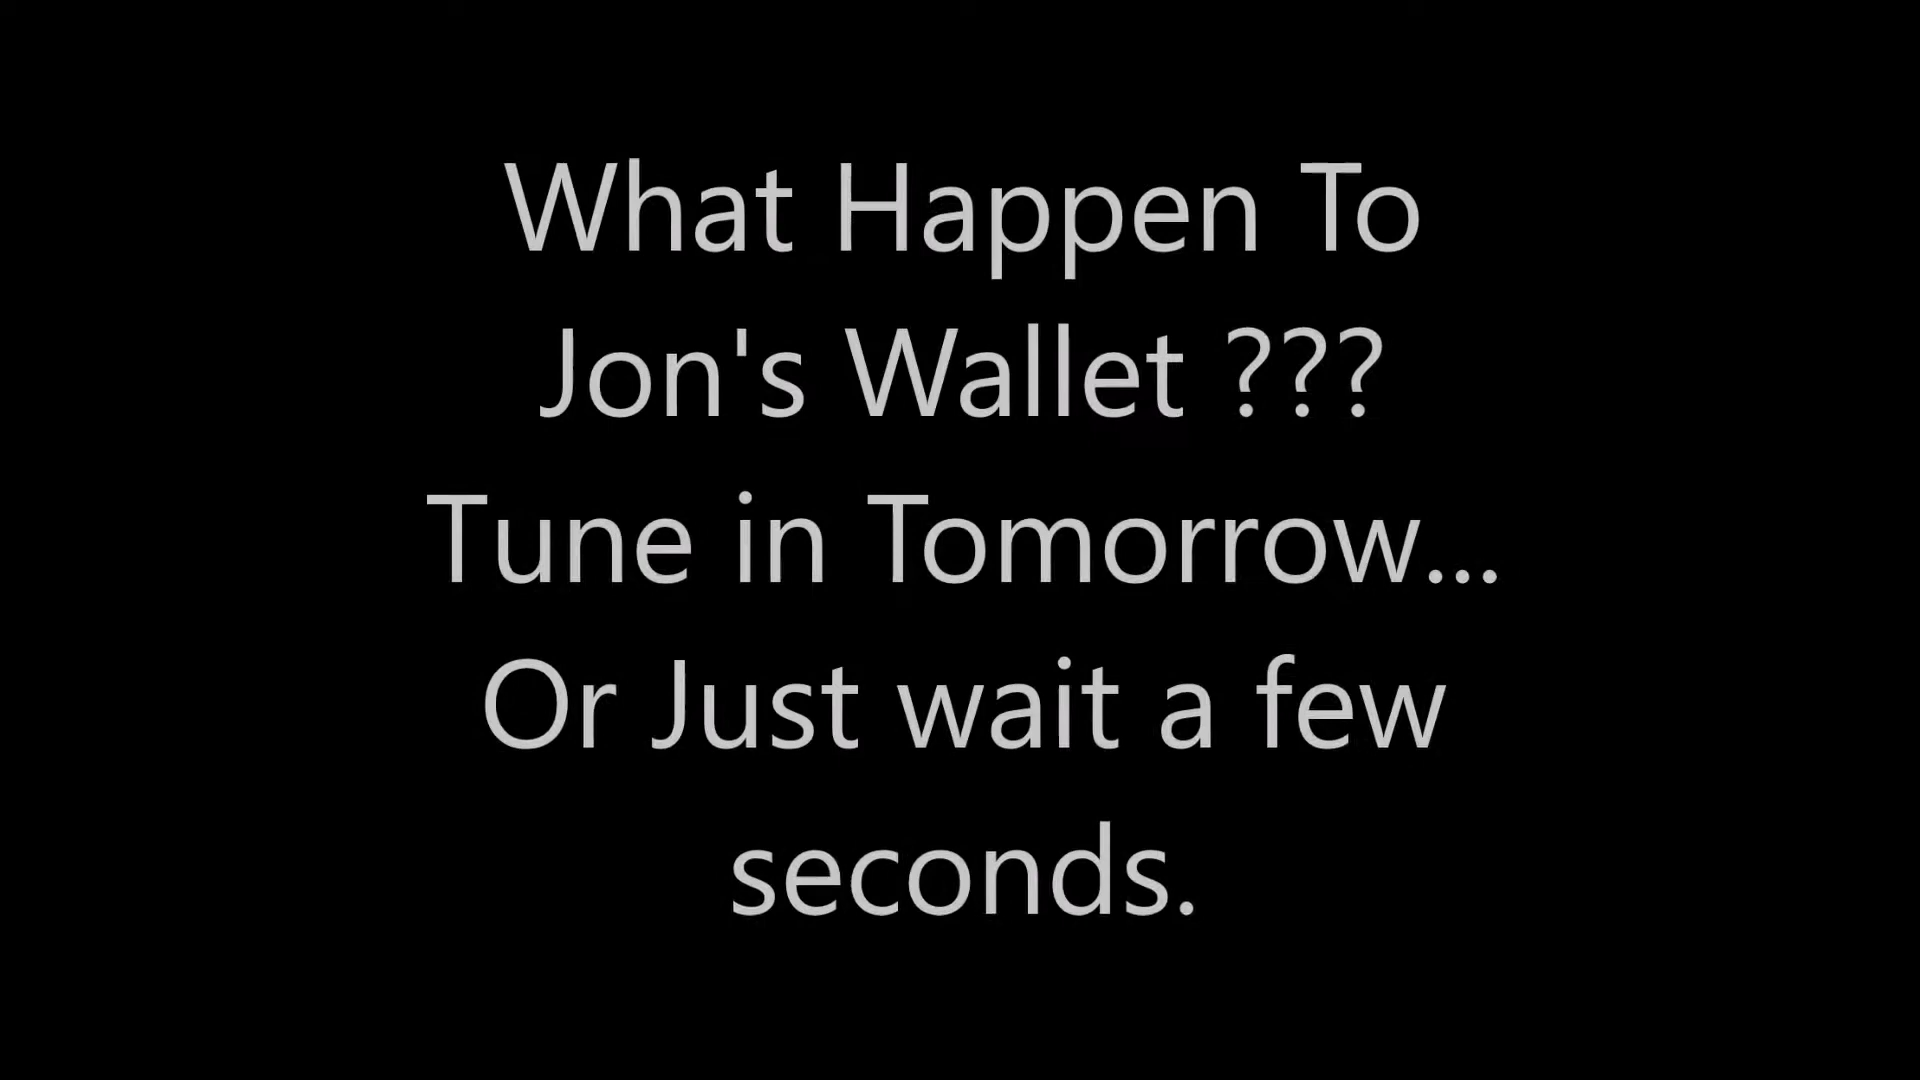 What Happen To
Jon's Wallet ???
Tune in Tomorrow...
Or Just wait a few
seconds.